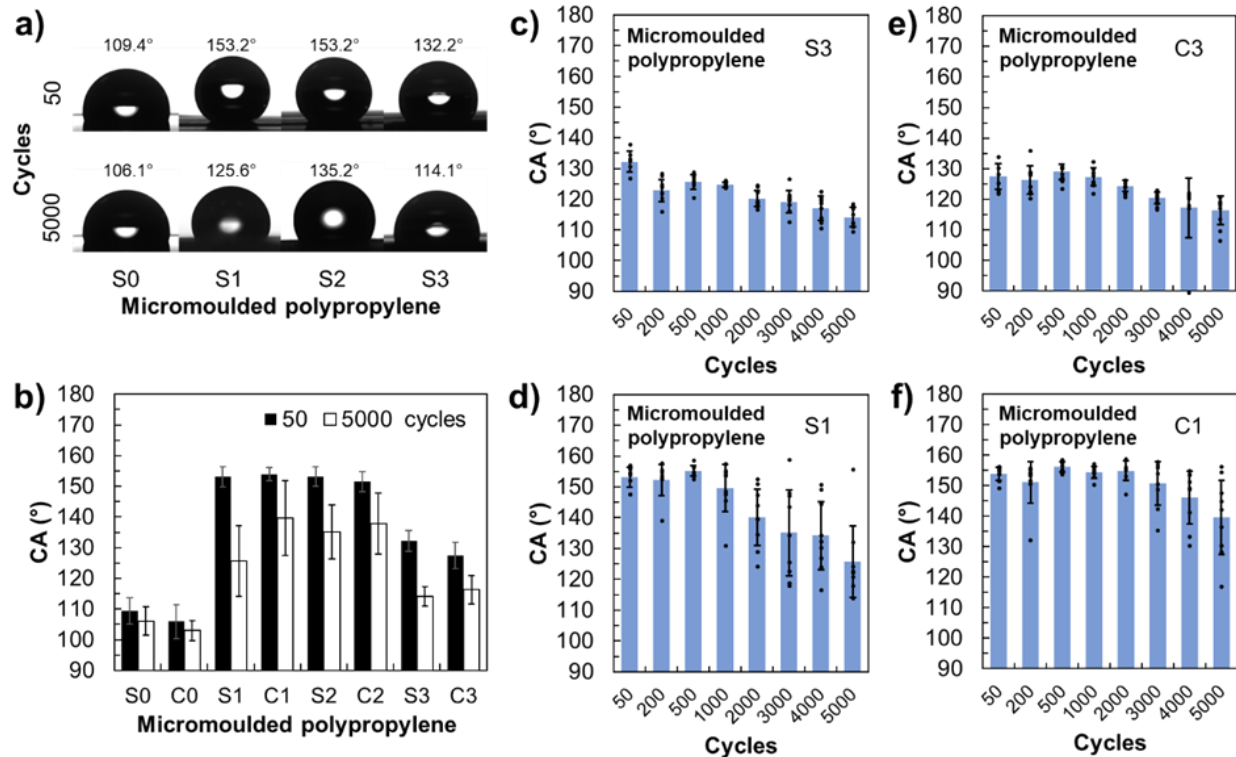 a)
109.4° 153.2° 153.2° 132.2°
50
Cycles
106.1° 125.6° 135.2° 114.1°
5000
S0 S1 S2 S3
Micromoulded polypropylene
b)
180
170
160
150
140
130
120
110
100
90
CA (°)
50 5000 cycles
S0 C0 S1 C1 S2 C2 S3 C3
Micromoulded polypropylene
c)
180
170
160
150
140
130
120
110
100
90
CA (°)
Micromoulded S3
polypropylene
50 200 500 1000 2000 3000 4000 5000
Cycles
d)
180
170
160
150
140
130
120
110
100
90
CA (°)
Micromoulded S1
polypropylene
50 200 500 1000 2000 3000 4000 5000
Cycles
e)
180
170
160
150
140
130
120
110
100
90
CA (°)
Micromoulded C3
polypropylene
50 200 500 1000 2000 3000 4000 5000
Cycles
f)
180
170
160
150
140
130
120
110
100
90
CA (°)
Micromoulded C1
polypropylene
50 200 500 1000 2000 3000 4000 5000
Cycles